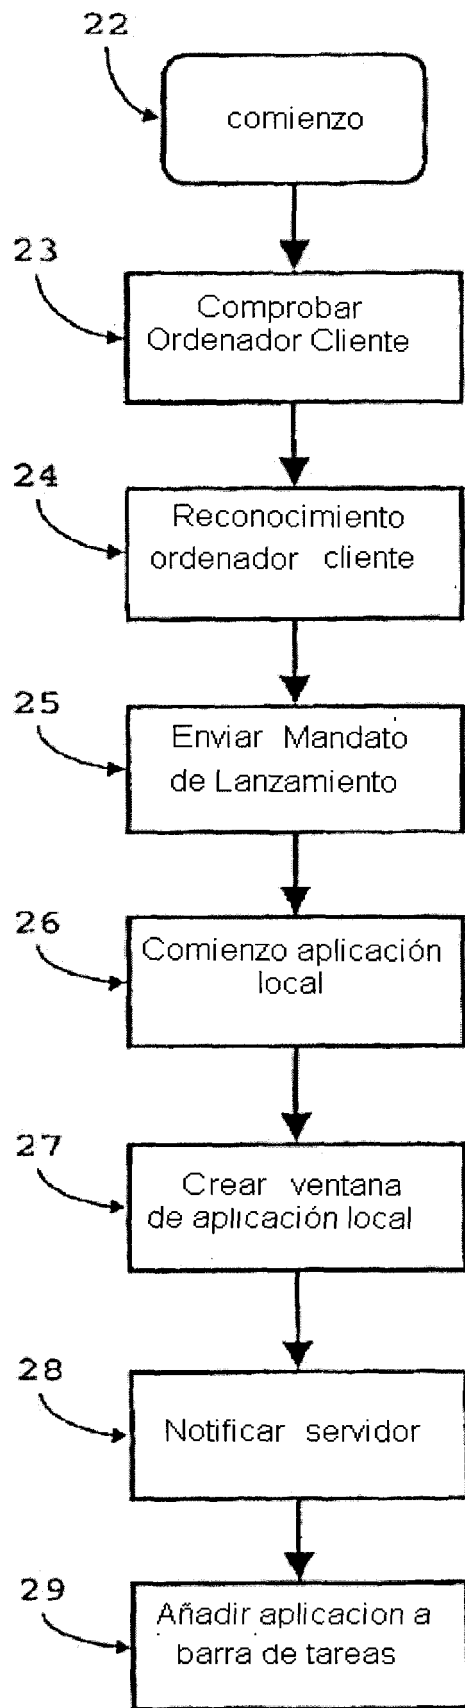 22
comienzo
23
Comprobar
Ordenador Cliente
24
Reconocimiento
ordenador cliente
25
Enviar Mandato
de Lanzamiento
26
Comienzo aplicación
local
27
Crear ventana
de aplicación local
28
Notificar servidor
29
Añadir aplicacion a
barra de tareas